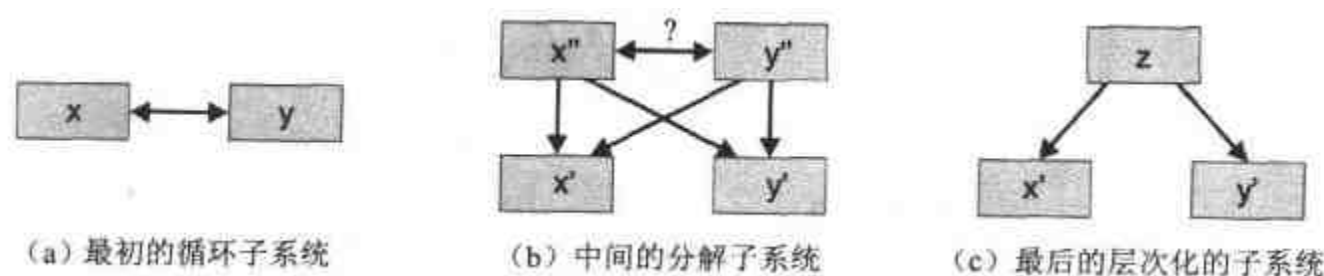 ?
x" y" z
x y
x' y' x' y'
（a）最初的循环子系统 （b）中间的分解子系统 （c）最后的层次化的子系统